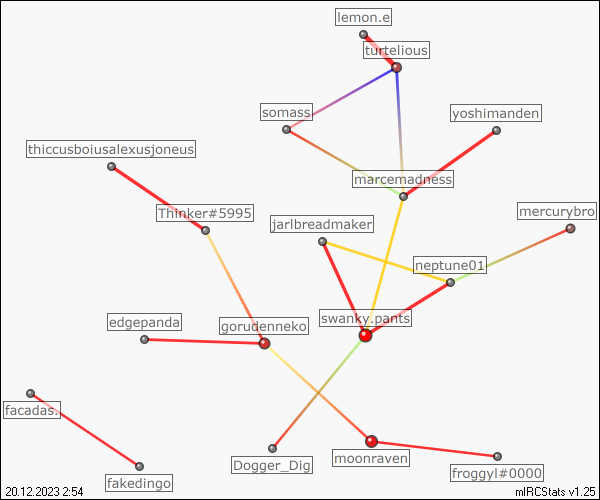 lemon.e
turtelious
somass
yoshimanden
thiccusboiusalexusjoneus
marcemadness
Thinker#5995
mercurybro
jarlbreadmaker
neptune01
edgepanda
gorudenneko
swanky.pants
facadas.
Dogger_Dig
moonraven
froggyl#0000
fakedingo
20.12.2023 2:54
mIRCStats v1.25